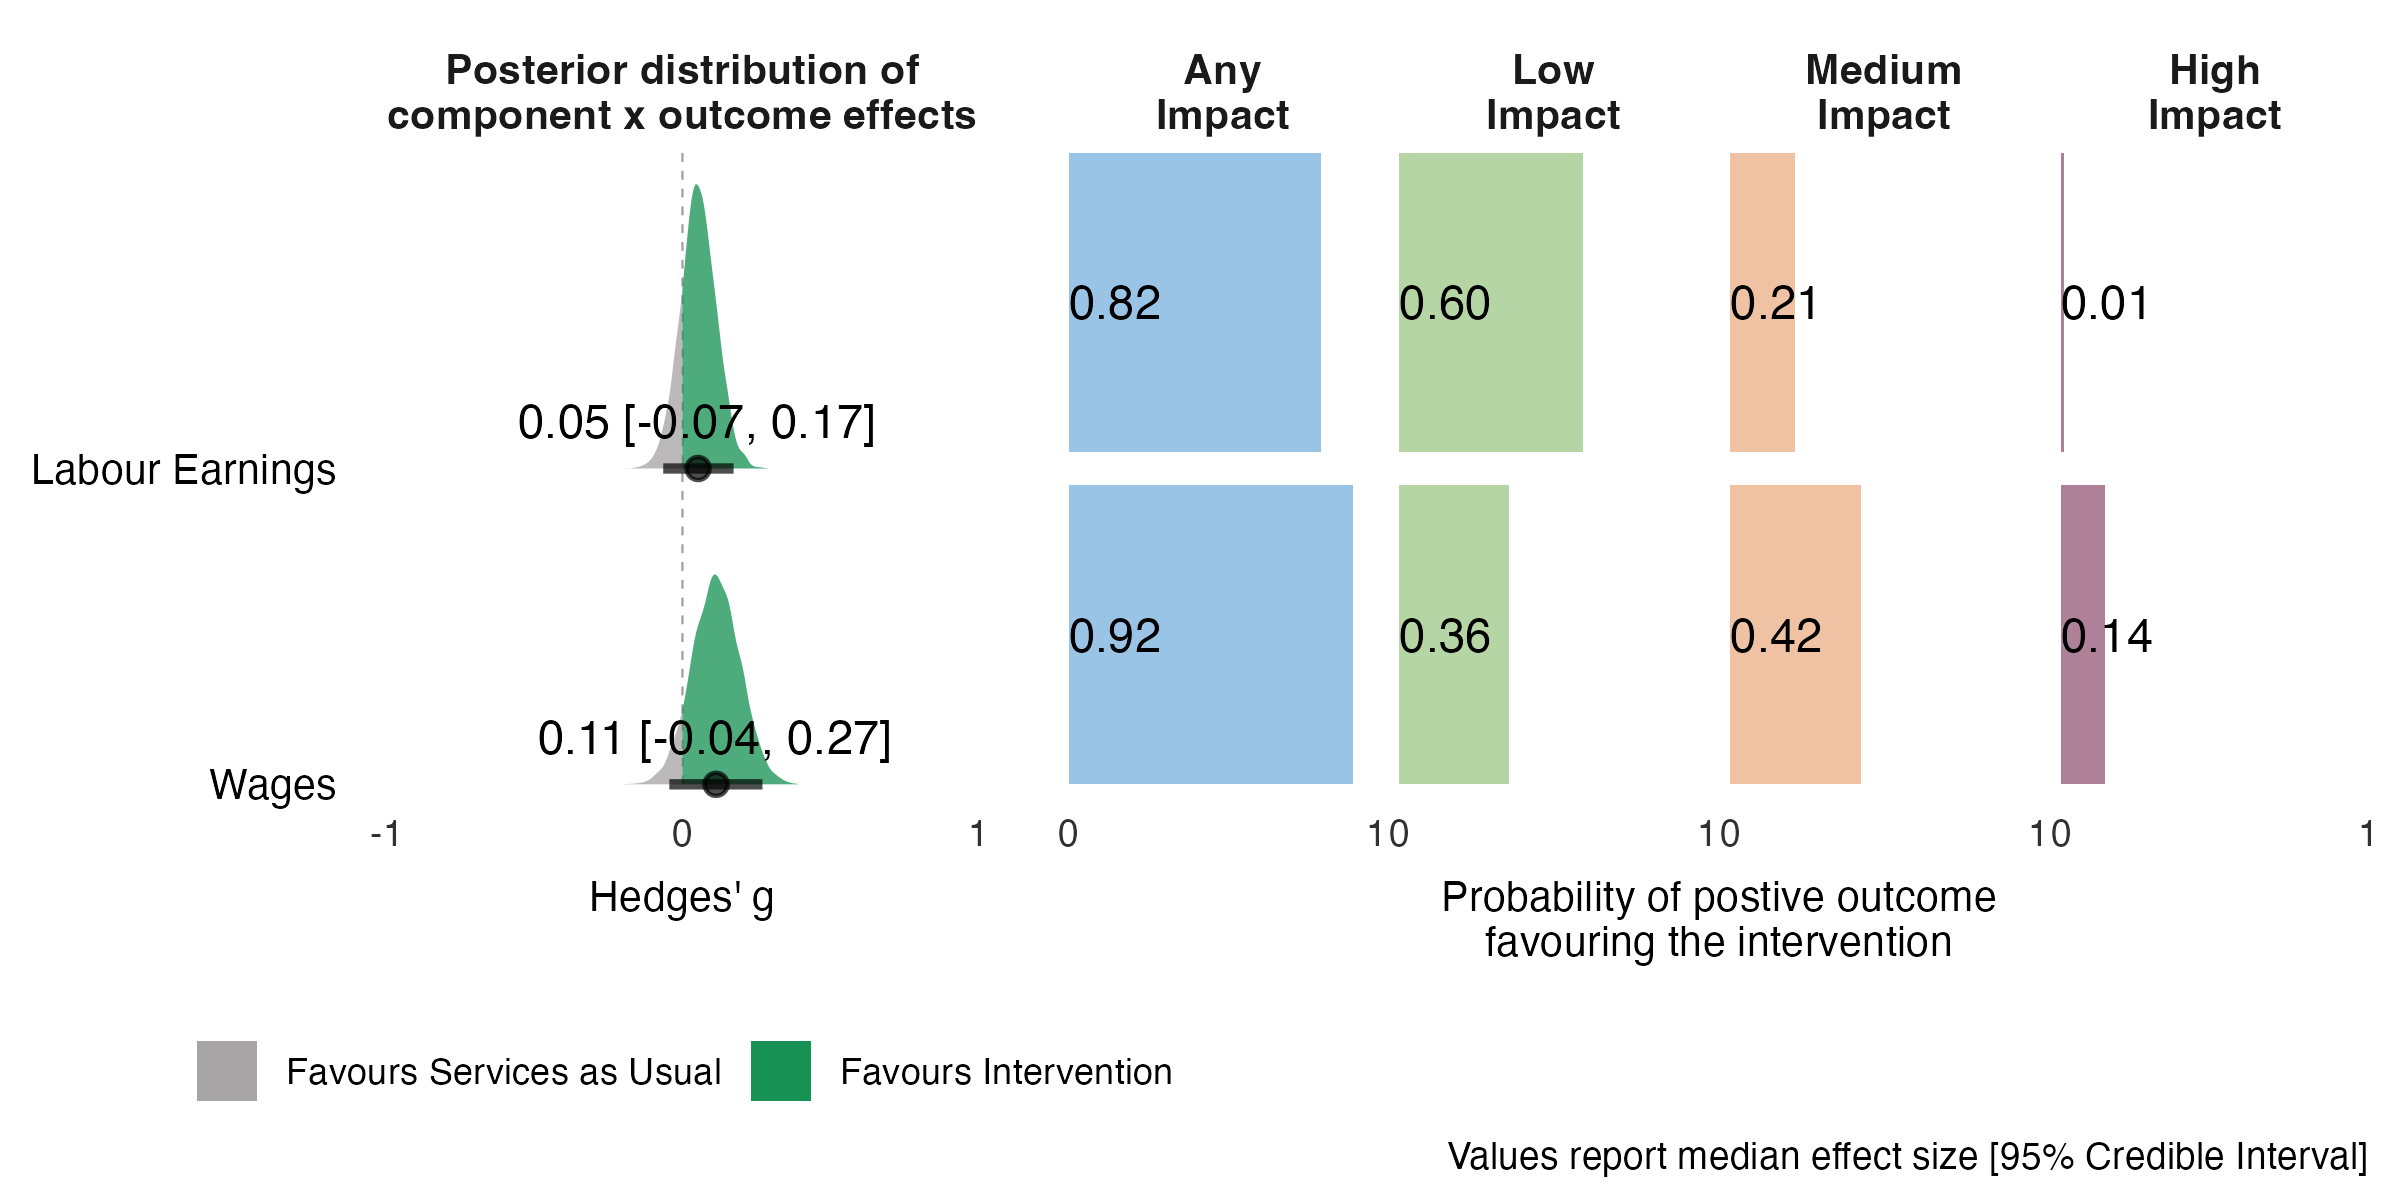 Posterior distribution of
component x outcome effects
Any
Impact
Low
Impact
Medium
Impact
High
Impact
0.82
0.60
0.21
0.01
0.05 [-0.07, 0.17]
Labour Earnings
0.92
0.36
0.42
0.14
0.11 [-0.04, 0.27]
Wages
-1 0 1 0 10 10 10 1
Hedges' g
Probability of postive outcome
favouring the intervention
Favours Services as Usual
Favours Intervention
Values report median effect size [95% Credible Interval]